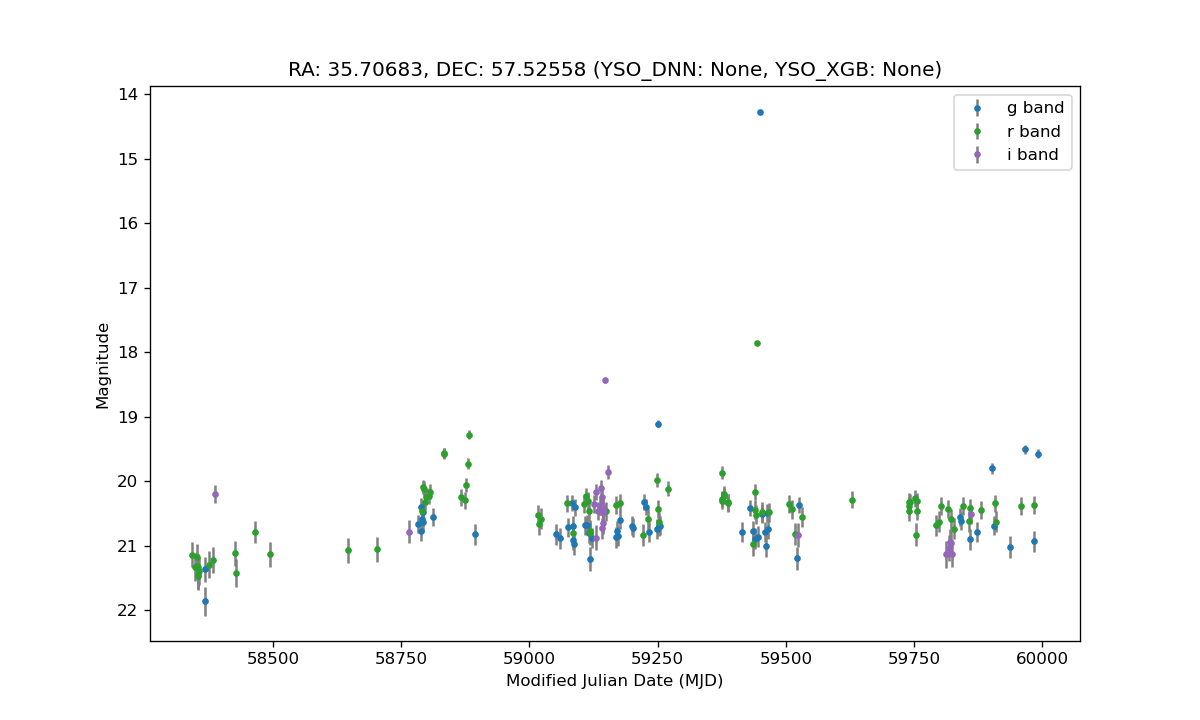 RA: 35.70683, DEC: 57.52558 (YSO_DNN: None, YSO_XGB: None)
14
15
16
17
18
19
20
21
22
Magnitude
g band
r band
i band
58500
58750
59000
59250
59500
59750
60000
Modified Julian Date (MJD)